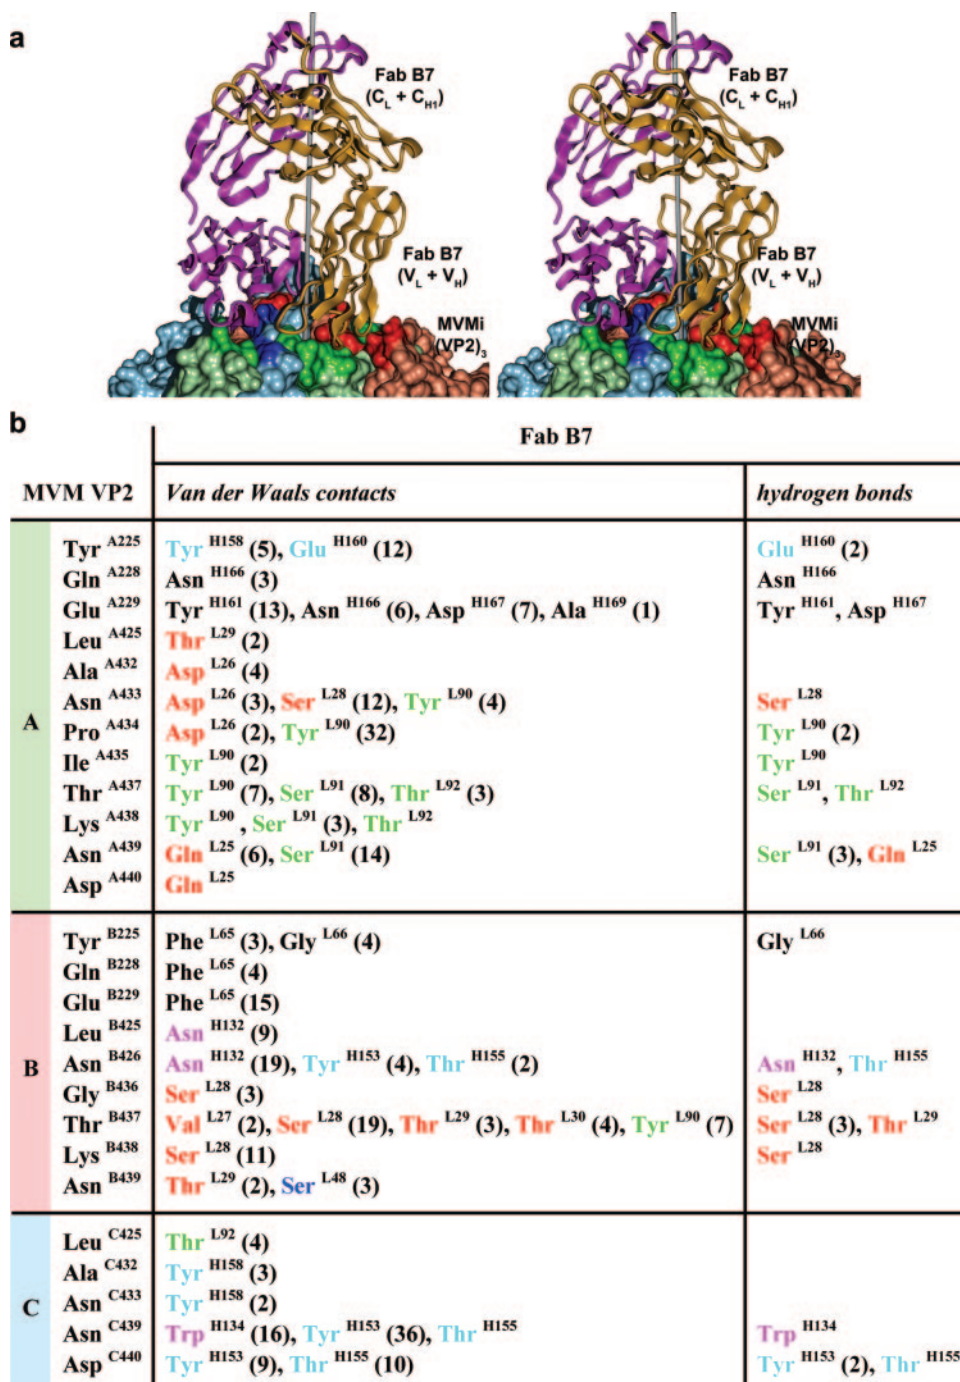 a
Fab B7
(CL + CH1)
Fab B7
(VL + VH)
MVMi
(VP2)3
Fab B7
(CL + CH1)
Fab B7
(VL + VH)
MVMi
(VP2)3
b
Fab B7
MVM VP2 Van der Waals contacts hydrogen bonds
A
Tyr A225 Tyr H158 (5), Glu H160 (12) Glu H160 (2)
Gln A228 Asn H166 (3) Asn H166
Glu A229 Tyr H161 (13), Asn H166 (6), Asp H167 (7), Ala H169 (1) Tyr H161, Asp H167
Leu A425 Thr L29 (2)
Ala A432 Asp L26 (4)
Asn A433 Asp L26 (3), Ser L28 (12), Tyr L90 (4) Ser L28
Pro A434 Asp L26 (2), Tyr L90 (32) Tyr L90 (2)
Ile A435 Tyr L90 (2) Tyr L90
Thr A437 Tyr L90 (7), Ser L91 (8), Thr L92 (3) Ser L91, Thr L92
Lys A438 Tyr L90 , Ser L91 (3), Thr L92
Asn A439 Gln L25 (6), Ser L91 (14) Ser L91 (3), Gln L25
Asp A440 Gln L25
B
Tyr B225 Phe L65 (3), Gly L66 (4) Gly L66
Gln B228 Phe L65 (4)
Glu B229 Phe L65 (15)
Leu B425 Asn H132 (9)
Asn B426 Asn H132 (19), Tyr H153 (4), Thr H155 (2) Asn H132, Thr H155
Gly B436 Ser L28 (3) Ser L28
Thr B437 Val L27 (2), Ser L28 (19), Thr L29 (3), Thr L30 (4), Tyr L90 (7) Ser L28 (3), Thr L29
Lys B438 Ser L28 (11) Ser L28
Asn B439 Thr L29 (2), Ser L48 (3)
C
Leu C425 Thr L92 (4)
Ala C432 Tyr H158 (3)
Asn C433 Tyr H158 (2)
Asn C439 Trp H134 (16), Tyr H153 (36), Thr H155 Trp H134
Asp C440 Tyr H153 (9), Thr H155 (10) Tyr H153 (2), Thr H155